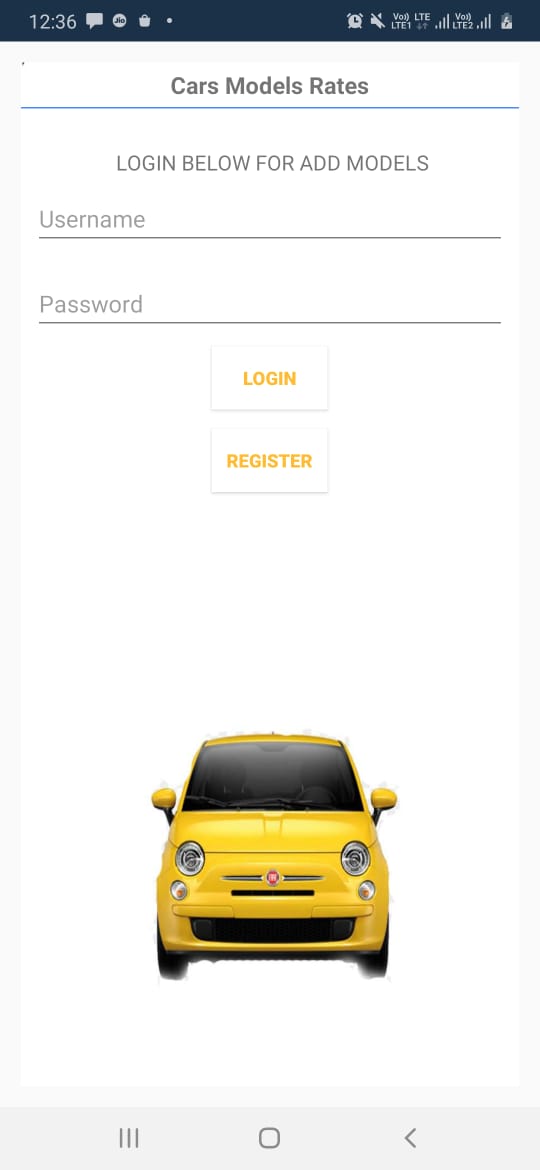 12:36 Jio Vo) LTE Vo)
LTE1 LTE2
Cars Models Rates
LOGIN BELOW FOR ADD MODELS
Username
Password
LOGIN
REGISTER
FIAT